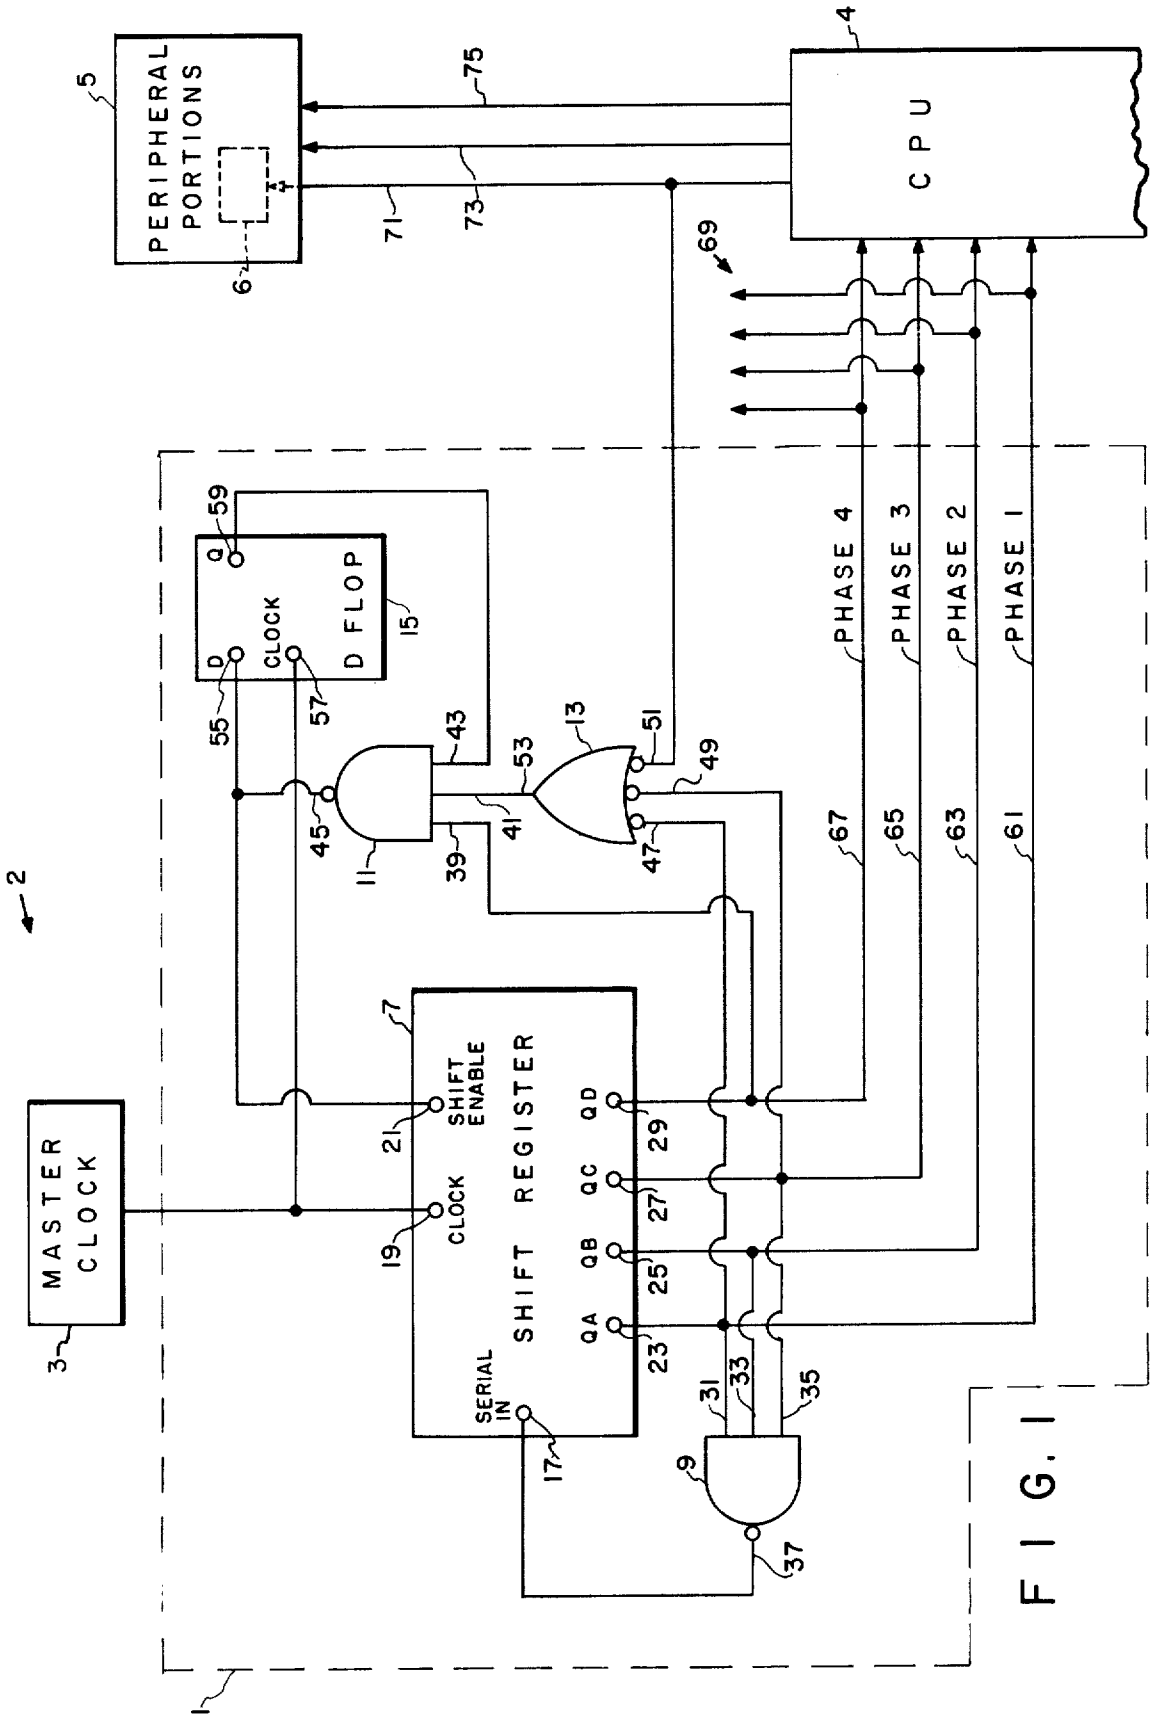 2
3
MASTER
CLOCK
5
PERIPHERAL
PORTIONS
6
1
D
Q
59
55
CLOCK
57
D FLOP
15
7
19
21
CLOCK
SHIFT
ENABLE
SERIAL
IN
17
SHIFT REGISTER
QA
QB
QC
QD
23
25
27
29
45
11
39
41
43
53
13
47
49
51
31
33
35
9
37
71
73
75
69
4
CPU
67
PHASE 4
65
PHASE 3
63
PHASE 2
61
PHASE 1
FIG. 1